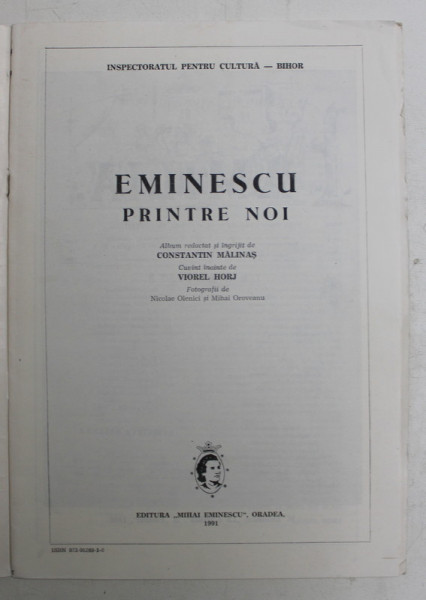 INSPECTORATUL PENTRU CULTURĂ — BIHOR
EMINESCU
PRINTRE NOI
Album redactat și îngrijit de
CONSTANTIN MĂLINAȘ
Cuvînt înainte de
VIOREL HORJ
Fotografii de
Nicolae Olenici și Mihai
EDITURA „MIHAI EMINESCU", ORADEA,
1991